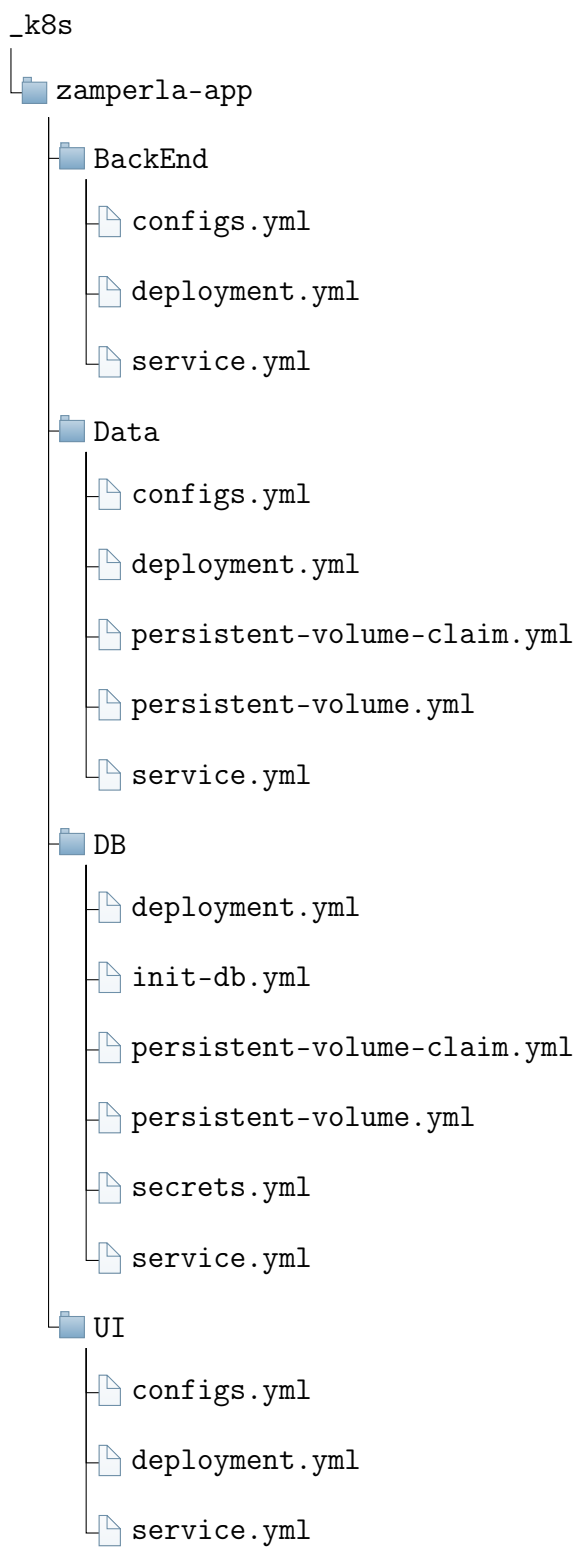 _k8s
zamperla-app
BackEnd
configs.yml
deployment.yml
service.yml
Data
configs.yml
deployment.yml
persistent-volume-claim.yml
persistent-volume.yml
service.yml
DB
deployment.yml
init-db.yml
persistent-volume-claim.yml
persistent-volume.yml
secrets.yml
service.yml
UI
configs.yml
deployment.yml
service.yml